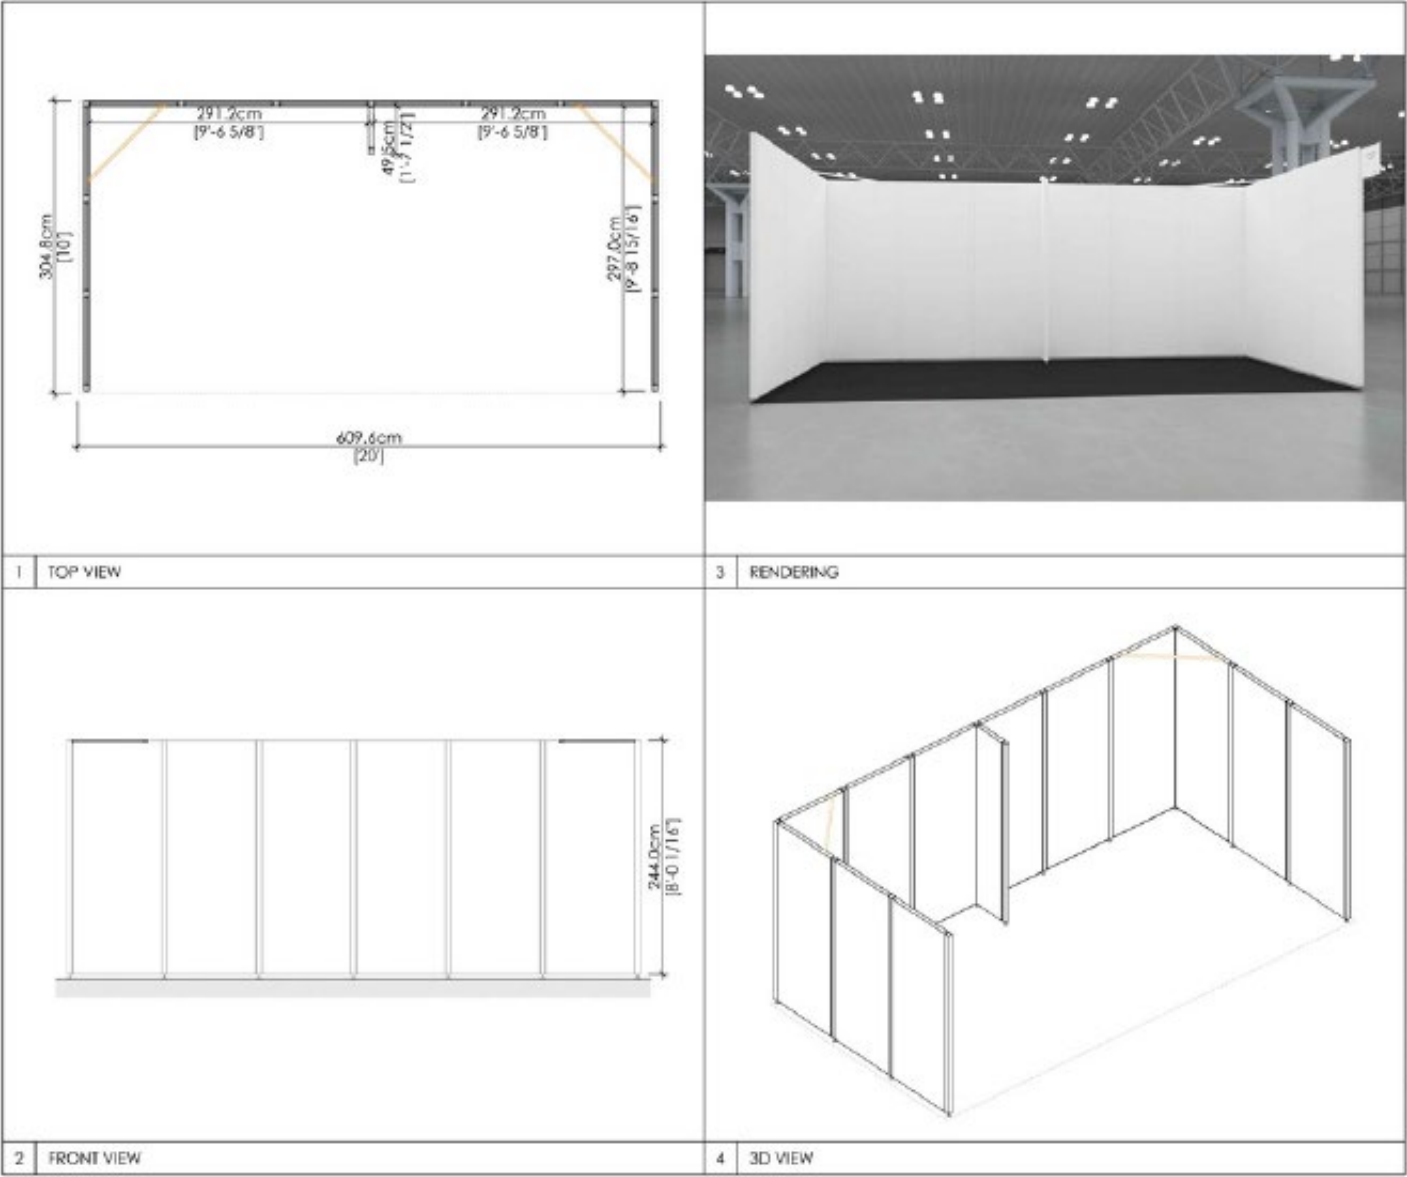 291.2cm
[9'-6 5/8"]
49.5cm
[1'-7 1/2"]
291.2cm
[9'-6 5/8"]
304.8cm
[10']
297.0cm
[9'-8 15/16"]
609.6cm
[20']
1 TOP VIEW
3 RENDERING
244.0cm
[8'-0 1/16"]
2 FRONT VIEW
4 3D VIEW